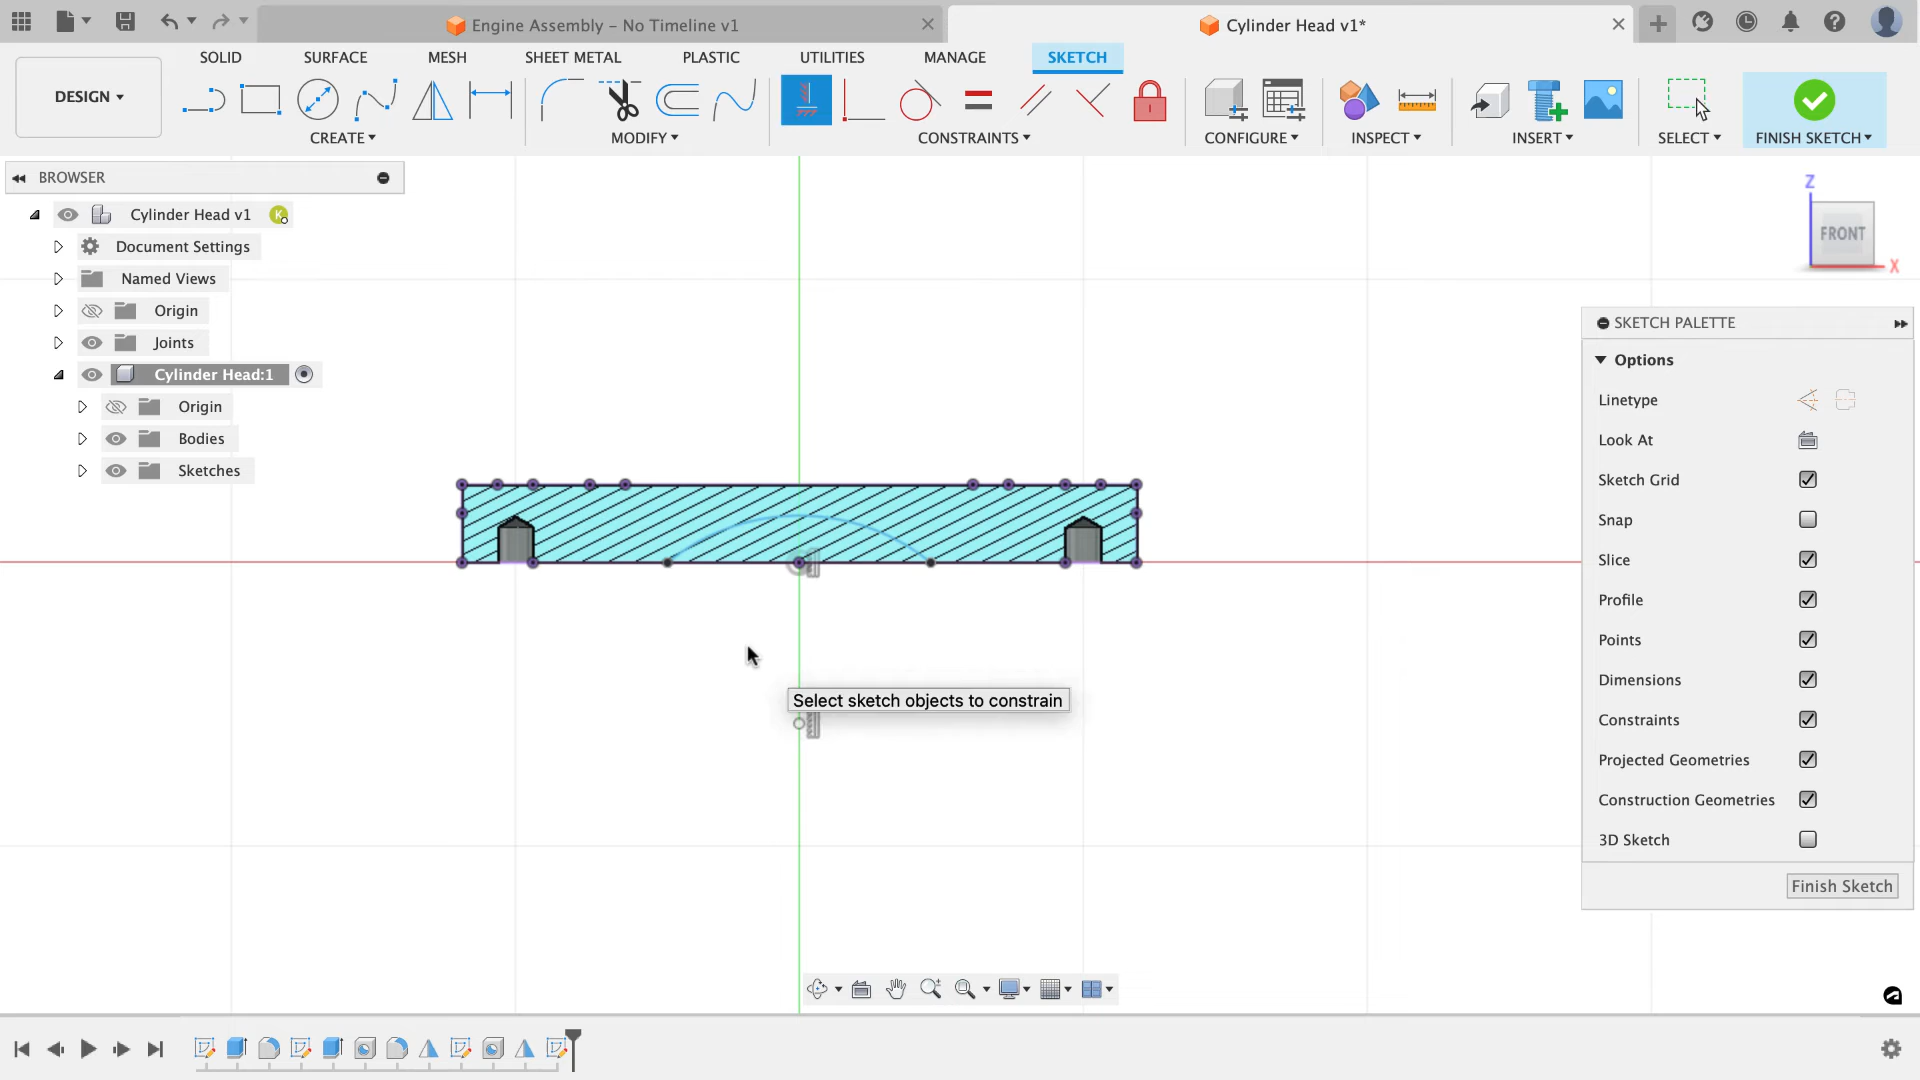 Engine Assembly – No Timeline v1
Cylinder Head v1*
SOLID
SURFACE
MESH
SHEET METAL
PLASTIC
UTILITIES
MANAGE
SKETCH
DESIGN
CREATE
MODIFY
CONSTRAINTS
CONFIGURE
INSPECT
INSERT
SELECT
FINISH SKETCH
BROWSER
Cylinder Head v1
K
Document Settings
Named Views
Origin
Joints
Cylinder Head:1
Origin
Bodies
Sketches
Z
FRONT
X
SKETCH PALETTE
Options
Linetype
Look At
Sketch Grid
Snap
Slice
Profile
Points
Dimensions
Constraints
Projected Geometries
Construction Geometries
3D Sketch
Finish Sketch
Select sketch objects to constrain